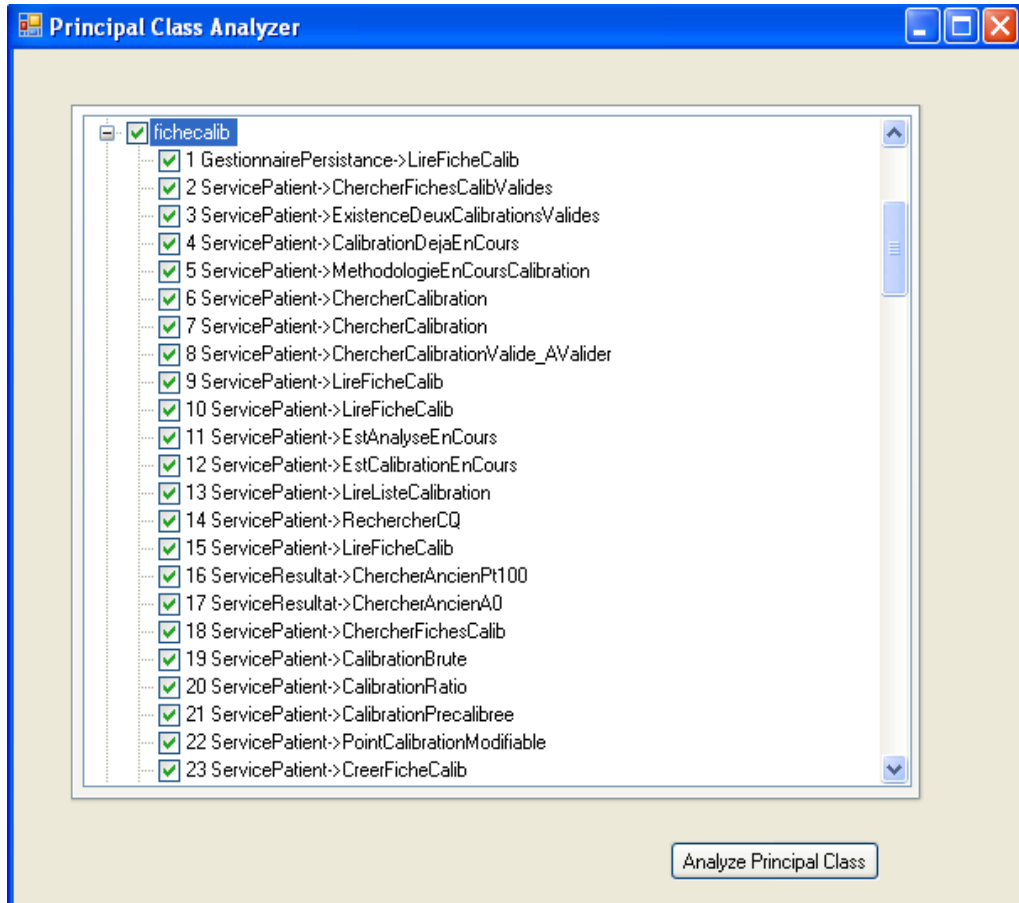 Principal Class Analyzer
fichecalib
1 GestionnairePersistance->LireFicheCalib
2 ServicePatient->ChercherFichesCalibValides
3 ServicePatient->ExistenceDeuxCalibrationsValides
4 ServicePatient->CalibrationDejaEnCours
5 ServicePatient->MethodologieEnCoursCalibration
6 ServicePatient->ChercherCalibration
7 ServicePatient->ChercherCalibration
8 ServicePatient->ChercherCalibrationValide_AValider
9 ServicePatient->LireFicheCalib
10 ServicePatient->LireFicheCalib
11 ServicePatient->EstAnalyseEnCours
12 ServicePatient->EstCalibrationEnCours
13 ServicePatient->LireListeCalibration
14 ServicePatient->RechercherCQ
15 ServicePatient->LireFicheCalib
16 ServiceResultat->ChercherAncienPt100
17 ServiceResultat->ChercherAncienA0
18 ServicePatient->ChercherFichesCalib
19 ServicePatient->CalibrationBrute
20 ServicePatient->CalibrationRatio
21 ServicePatient->CalibrationPrecalibree
22 ServicePatient->PointCalibrationModifiable
23 ServicePatient->CreerFicheCalib
Analyze Principal Class